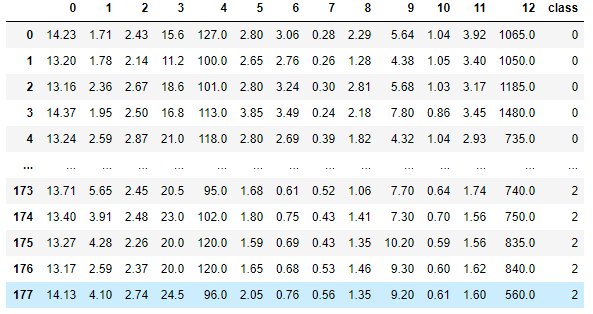 0 1 2 3 4 5 6 7 8 9 10 11 12 class
0 14.23 1.71 2.43 15.6 127.0 2.80 3.06 0.28 2.29 5.64 1.04 3.92 1065.0 0
1 13.20 1.78 2.14 11.2 100.0 2.65 2.76 0.26 1.28 4.38 1.05 3.40 1050.0 0
2 13.16 2.36 2.67 18.6 101.0 2.80 3.24 0.30 2.81 5.68 1.03 3.17 1185.0 0
3 14.37 1.95 2.50 16.8 113.0 3.85 3.49 0.24 2.18 7.80 0.86 3.45 1480.0 0
4 13.24 2.59 2.87 21.0 118.0 2.80 2.69 0.39 1.82 4.32 1.04 2.93 735.0 0
... ... ... ... ... ... ... ... ... ... ... ... ... ... ...
173 13.71 5.65 2.45 20.5 95.0 1.68 0.61 0.52 1.06 7.70 0.64 1.74 740.0 2
174 13.40 3.91 2.48 23.0 102.0 1.80 0.75 0.43 1.41 7.30 0.70 1.56 750.0 2
175 13.27 4.28 2.26 20.0 120.0 1.59 0.69 0.43 1.35 10.20 0.59 1.56 835.0 2
176 13.17 2.59 2.37 20.0 120.0 1.65 0.68 0.53 1.46 9.30 0.60 1.62 840.0 2
177 14.13 4.10 2.74 24.5 96.0 2.05 0.76 0.56 1.35 9.20 0.61 1.60 560.0 2